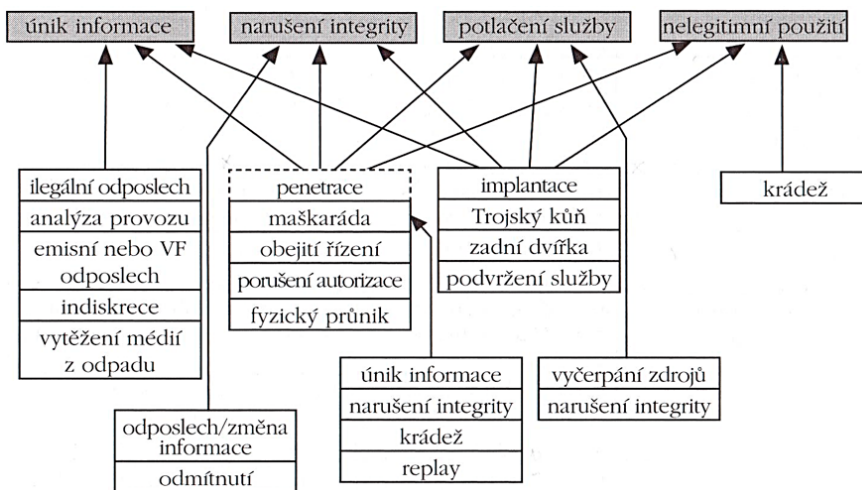 únik informace
narušení integrity
potlačení služby
nelegitimní použití
ilegální odposlech
analýza provozu
emisní nebo VF
odposlech
indiskrece
vytěžení médií
z odpadu
penetrace
maškaráda
obejití řízení
porušení autorizace
fyzický průnik
implantace
Trojský kůň
zadní dvířka
podvržení služby
krádež
odposlech/změna
informace
odmítnutí
únik informace
narušení integrity
krádež
replay
vyčerpání zdrojů
narušení integrity